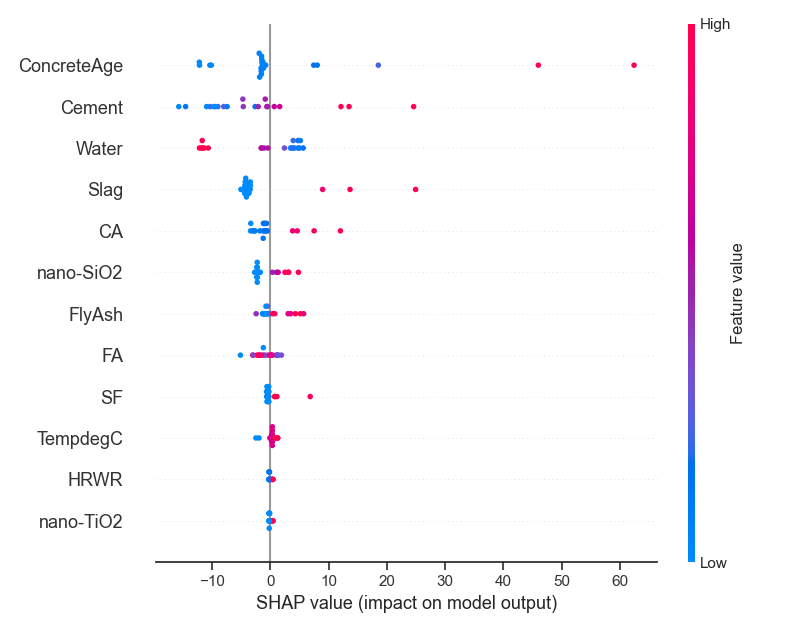 High
ConcreteAge
Cement
Water
Slag
CA
nano-SiO2
FlyAsh
FA
SF
TempdegC
HRWR
nano-TiO2
Feature value
Low
−10 0 10 20 30 40 50 60
SHAP value (impact on model output)